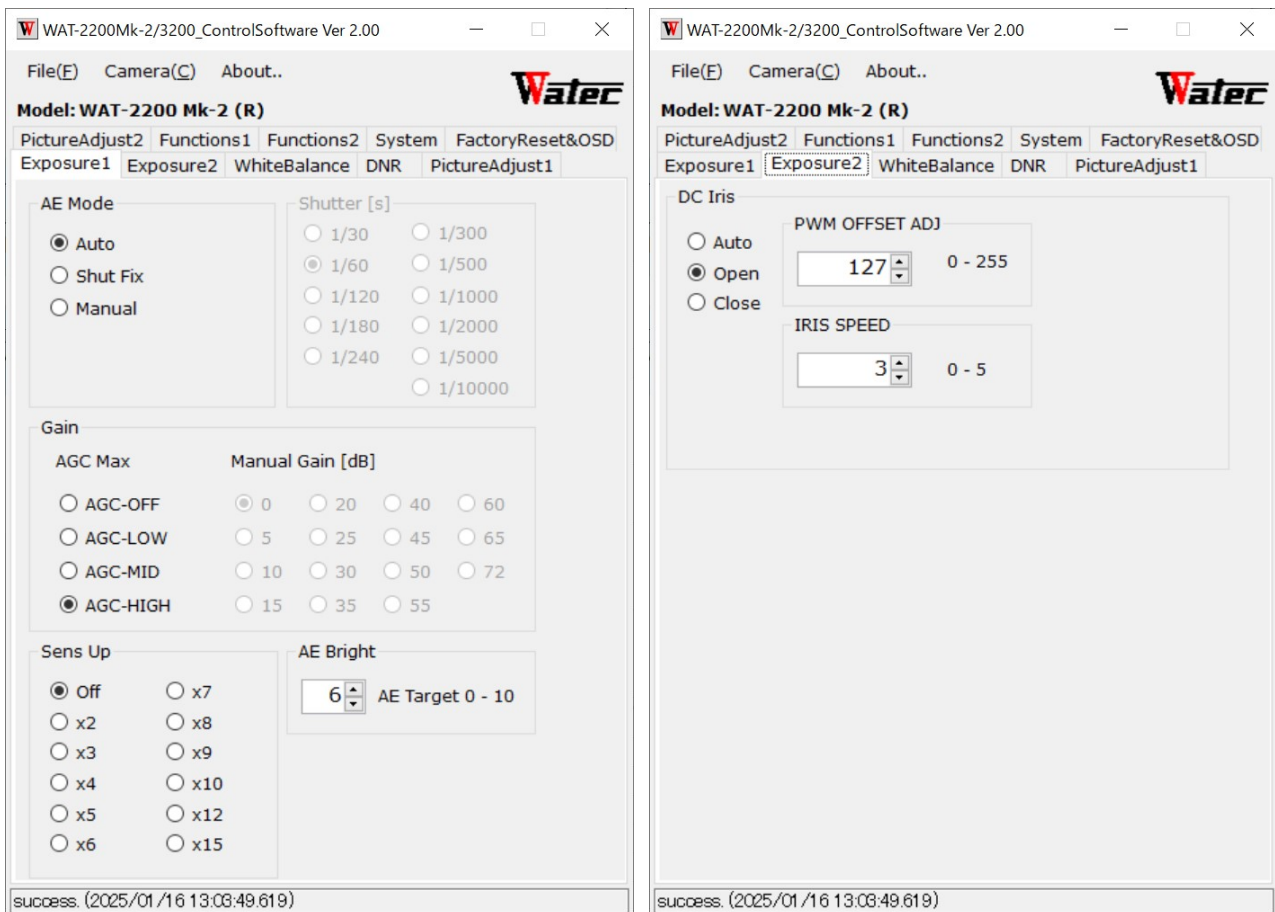 WAT-2200Mk-2/3200_ControlSoftware Ver 2.00
File(F) Camera(C) About..
Watec
Model: WAT-2200 Mk-2 (R)
PictureAdjust2 Functions1 Functions2 System FactoryReset&OSD
Exposure1 Exposure2 WhiteBalance DNR PictureAdjust1
AE Mode
Auto
Shut Fix
Manual
Shutter [s]
1/30 1/300
1/60 1/500
1/120 1/1000
1/180 1/2000
1/240 1/5000
1/10000
Gain
AGC Max Manual Gain [dB]
AGC-OFF 0 20 40 60
AGC-LOW 5 25 45 65
AGC-MID 10 30 50 72
AGC-HIGH 15 35 55
Sens Up
Off x7
x2 x8
x3 x9
x4 x10
x5 x12
x6 x15
AE Bright
6 AE Target 0 - 10
success. (2025/01/16 13:03:49.619)
WAT-2200Mk-2/3200_ControlSoftware Ver 2.00
File(F) Camera(C) About..
Watec
Model: WAT-2200 Mk-2 (R)
PictureAdjust2 Functions1 Functions2 System FactoryReset&OSD
Exposure1 Exposure2 WhiteBalance DNR PictureAdjust1
DC Iris
Auto
Open
Close
PWM OFFSET ADJ
127 0 - 255
IRIS SPEED
3 0 - 5
success. (2025/01/16 13:03:49.619)